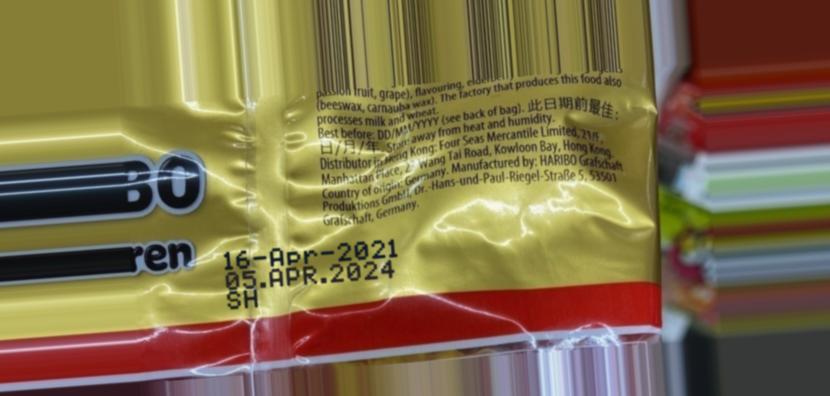 BO
ren
passion fruit, grape), flavouring,
(beeswax, carnauba wax). The factory that produces this food also
processes milk and wheat.
Best before: DD/MM/YYYY (see back of bag). 此日期前最佳:
日/月/年. Store away from heat and humidity.
Distributor in Hong Kong: Four Seas Mercantile Limited, 21/F.,
Manhattan Place, 23 Wang Tai Road, Kowloon Bay, Hong Kong.
Country of origin: Germany. Manufactured by: HARIBO Grafschaft
Produktions GmbH, Dr.-Hans-und-Paul-Riegel-Straße 5, 53501
Grafschaft, Germany.
16-Apr-2021
05.APR.2024
SH